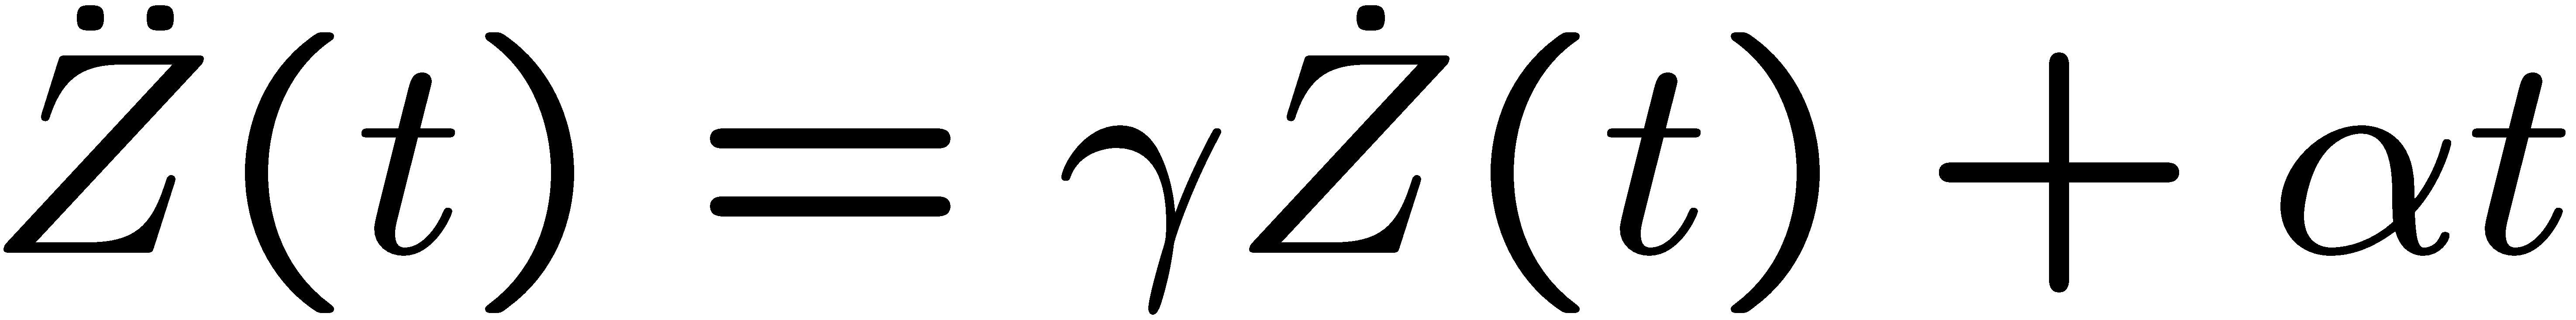 Z̈(t) = γŻ(t) + αt